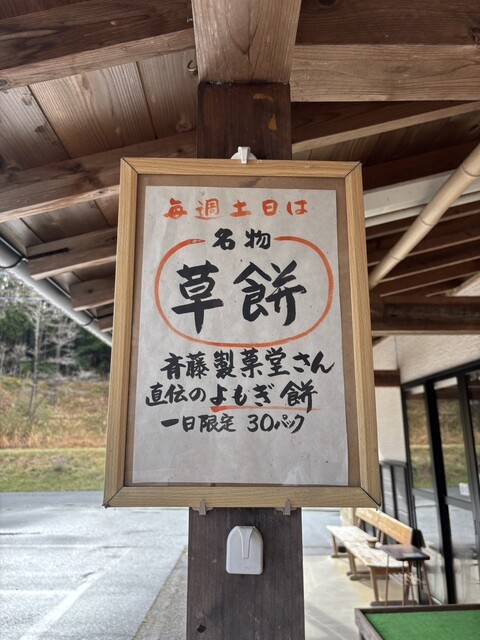 毎週土日は
名物
草餅
斉藤製菓堂さん
直伝のよもぎ餅
一日限定 30パック